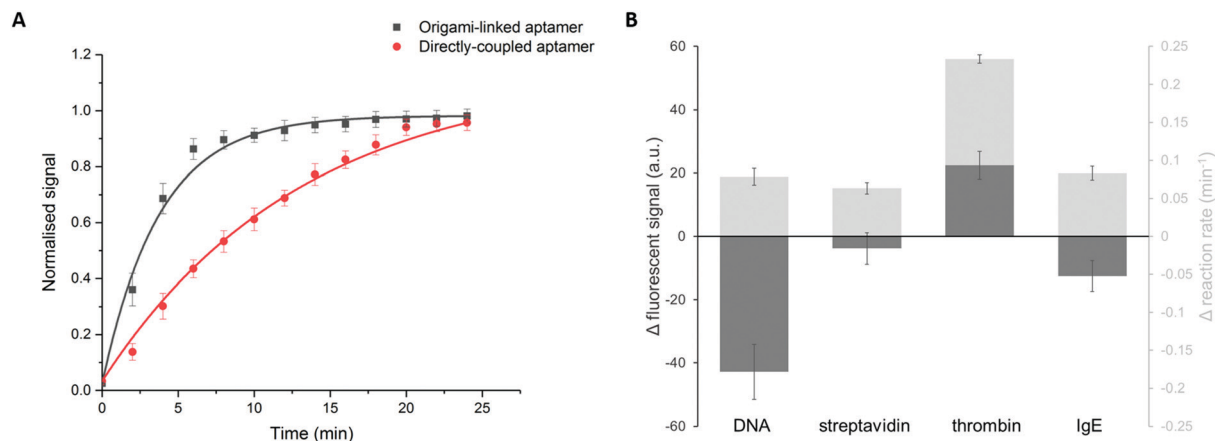 A
Origami-linked aptamer
Directly-coupled aptamer
Normalised signal
1.2
1.0
0.8
0.6
0.4
0.2
0.0
0
5
10
15
20
25
Time (min)
B
Δ fluorescent signal (a.u.)
60
40
20
0
-20
-40
-60
DNA
streptavidin
thrombin
IgE
0.25
0.2
0.15
0.1
0.05
0
-0.05
-0.1
-0.15
-0.2
-0.25
Δ reaction rate (min⁻¹)